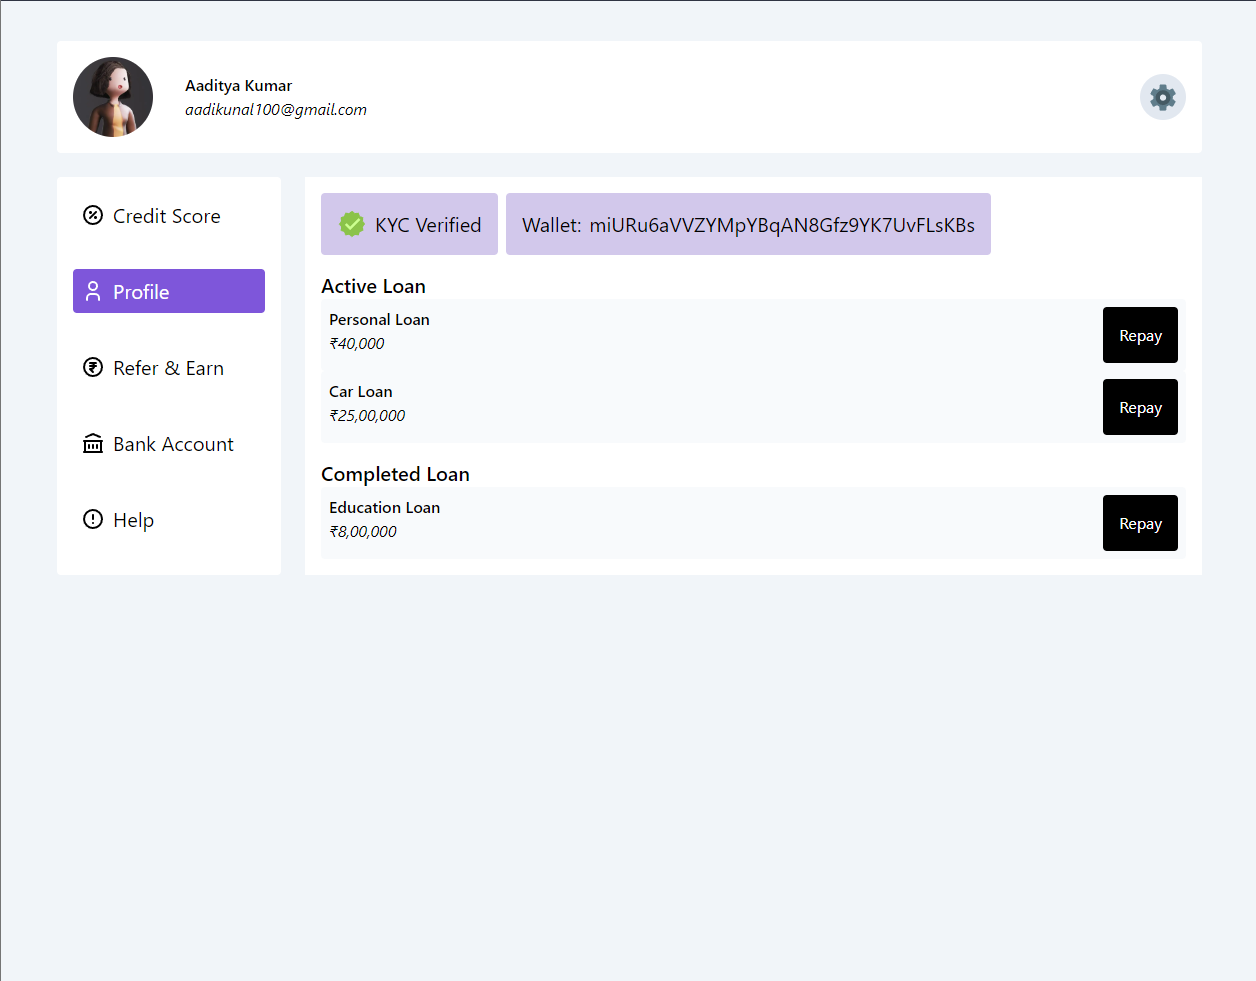 Aaditya Kumar
aadikunal100@gmail.com
Credit Score
Profile
Refer & Earn
Bank Account
Help
KYC Verified
Wallet: miURu6aVVZYMpYBqAN8Gfz9YK7UvFLsKBs
Active Loan
Personal Loan
₹40,000
Repay
Car Loan
₹25,00,000
Repay
Completed Loan
Education Loan
₹8,00,000
Repay